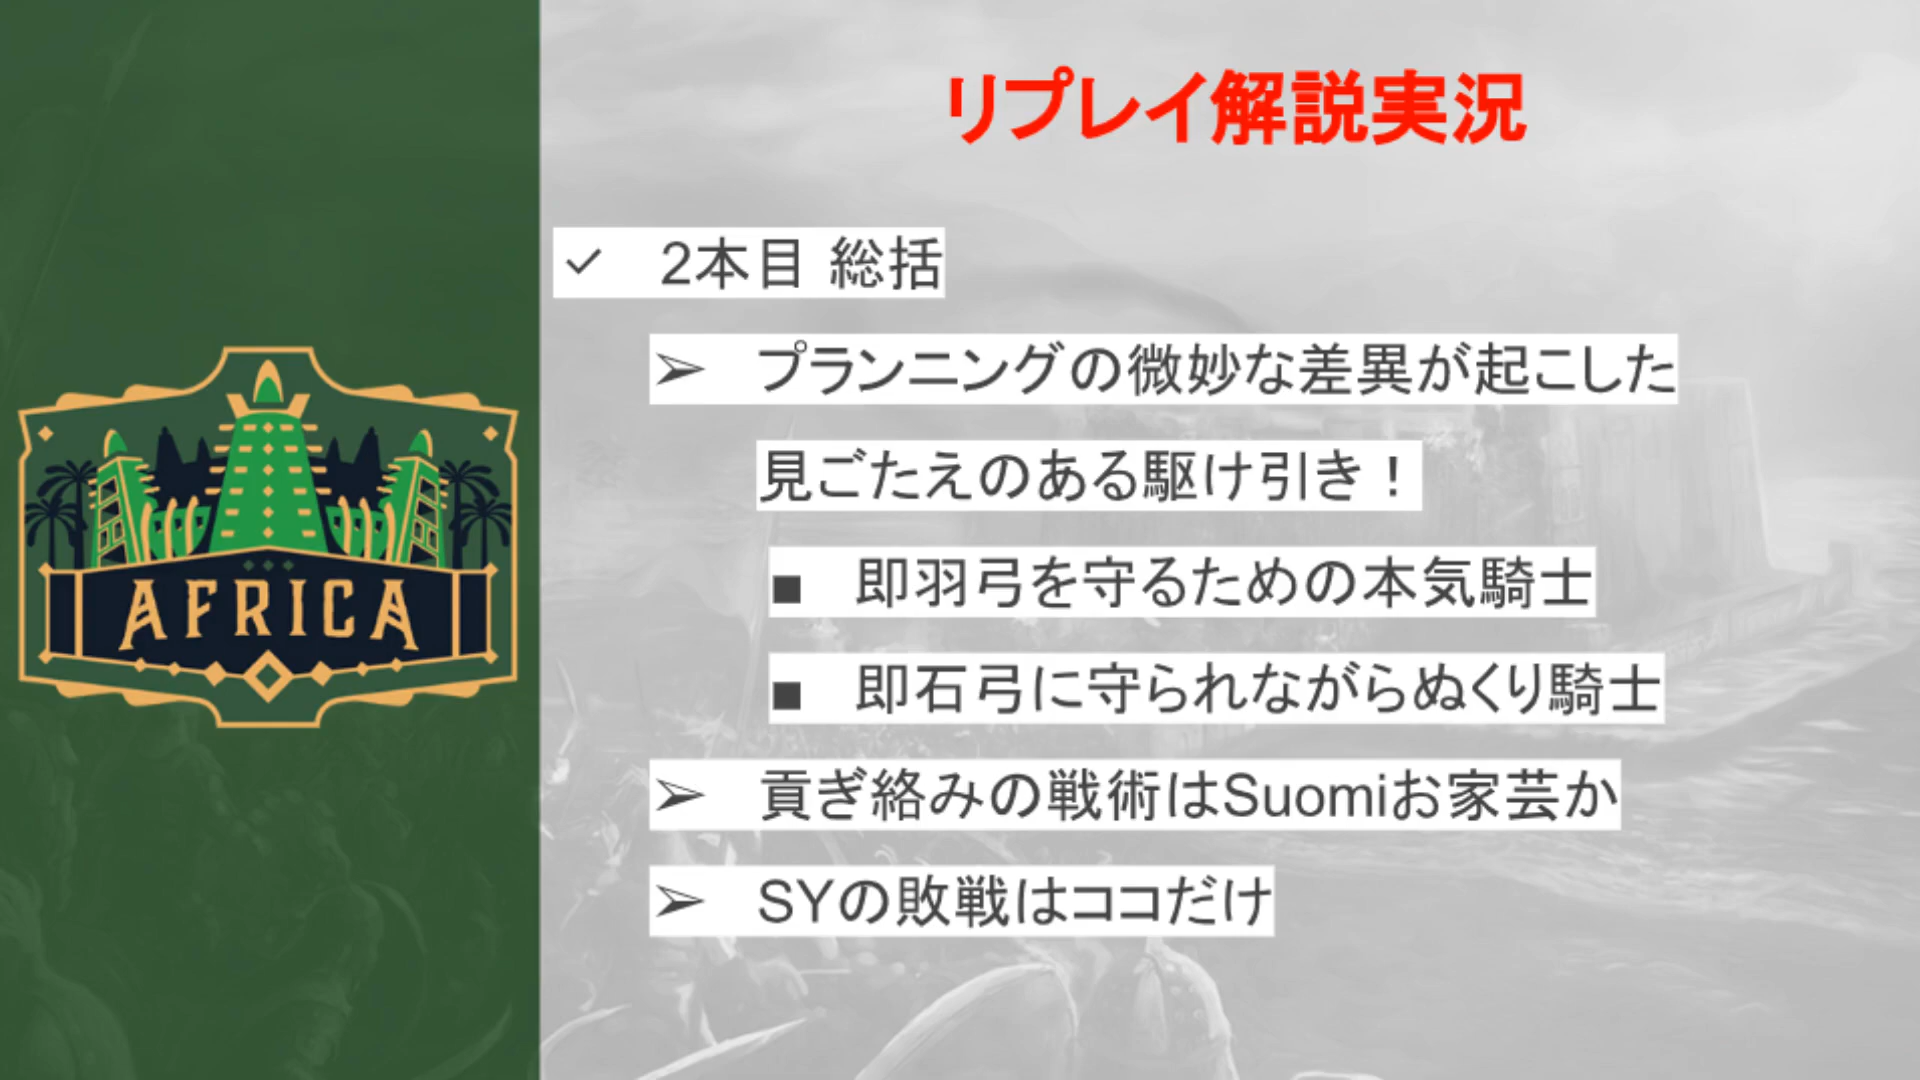 リプレイ解説実況
✓ 2本目 総括
➢ プランニングの微妙な差異が起こした
見ごたえのある駆け引き！
■ 即羽弓を守るための本気騎士
■ 即石弓に守られながらぬくり騎士
➢ 貢ぎ絡みの戦術はSuomiお家芸か
➢ SYの敗戦はココだけ
AFRICA